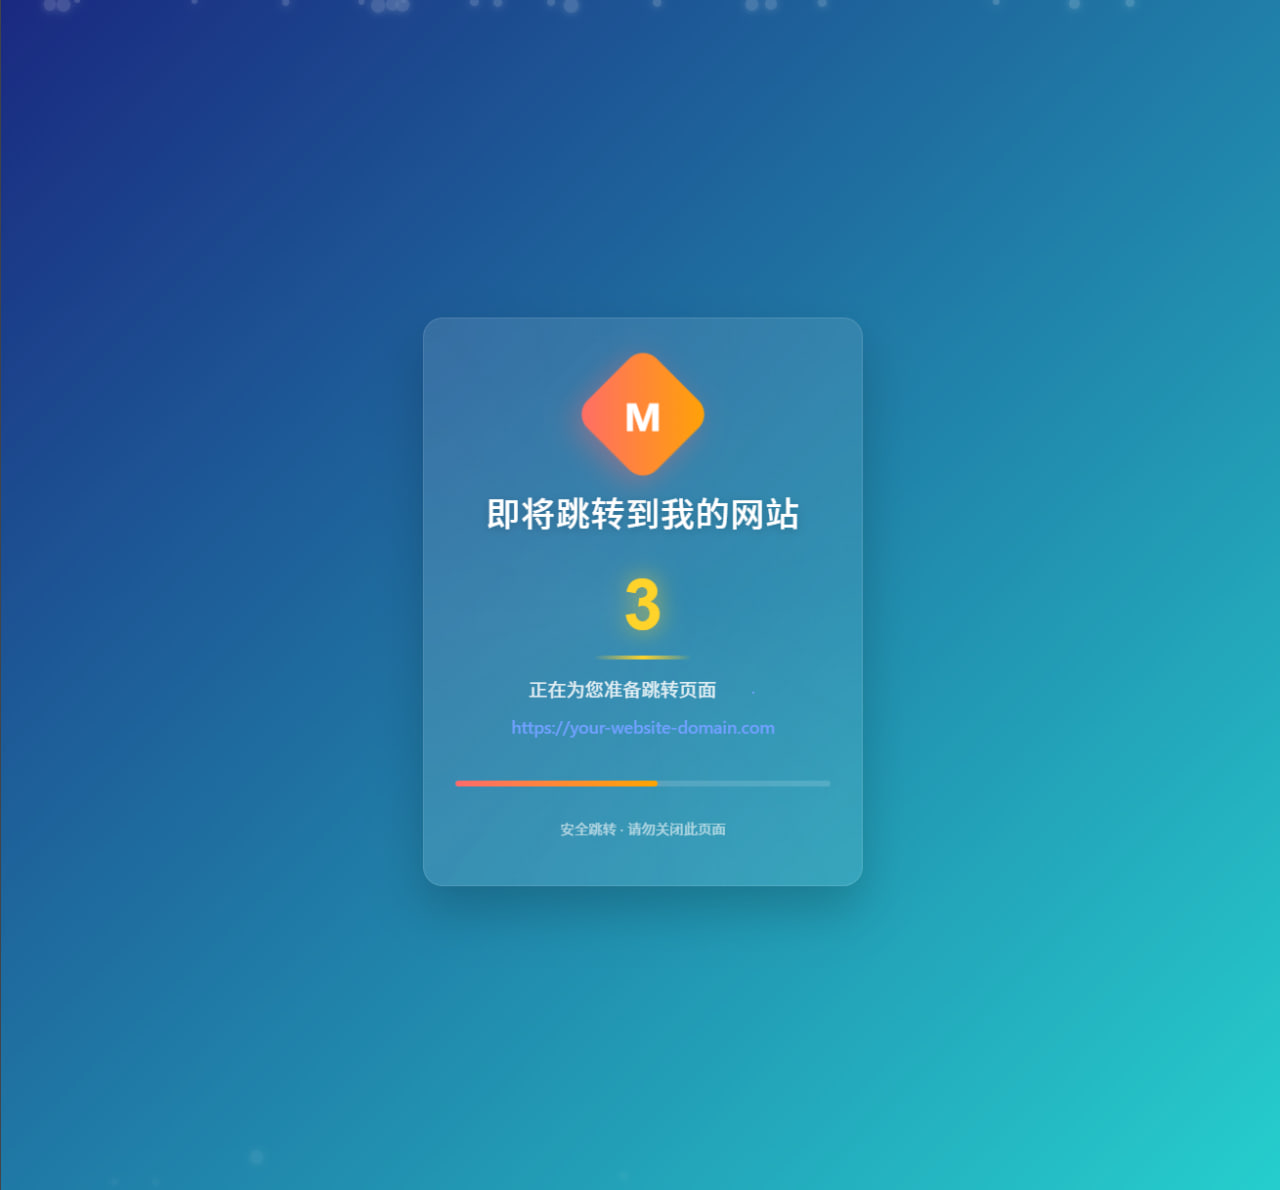 M
即将跳转到我的网站
3
正在为您准备跳转页面
https://your-website-domain.com
安全跳转 · 请勿关闭此页面